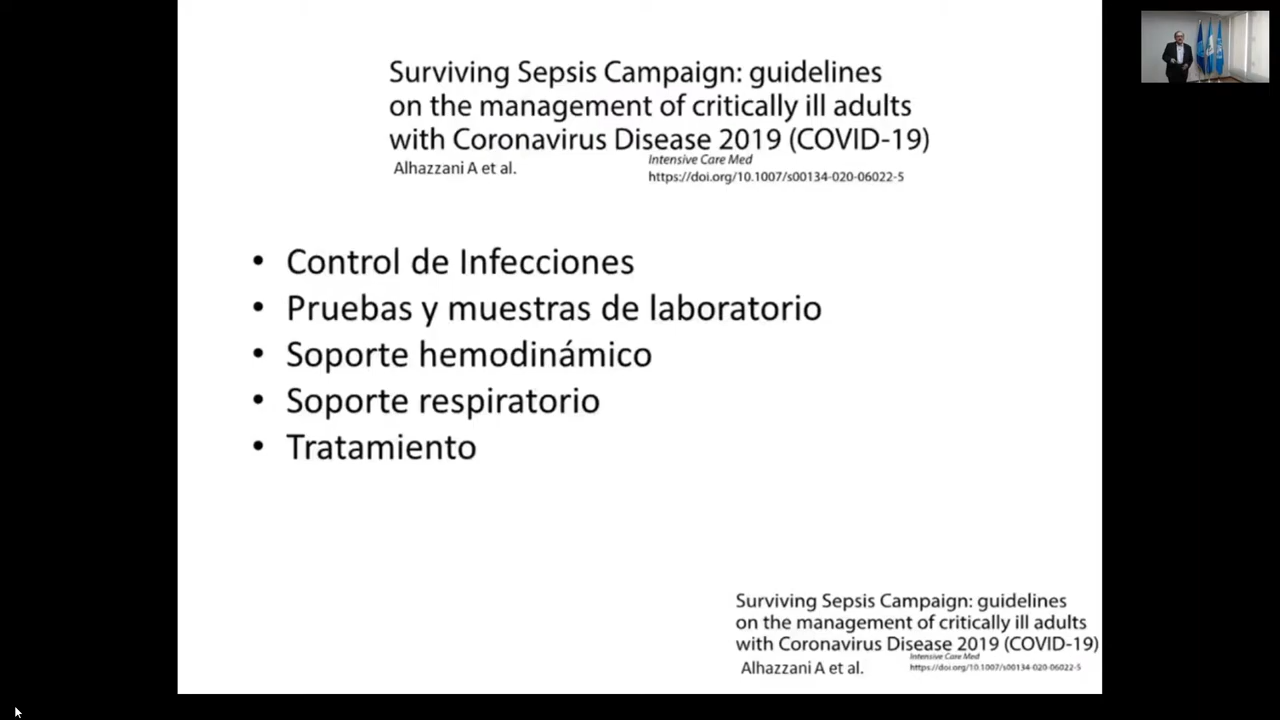 Surviving Sepsis Campaign: guidelines
on the management of critically ill adults
with Coronavirus Disease 2019 (COVID-19)
Alhazzani A et al.
Intensive Care Med
https://doi.org/10.1007/s00134-020-06022-5
• Control de Infecciones
• Pruebas y muestras de laboratorio
• Soporte hemodinámico
• Soporte respiratorio
• Tratamiento
Surviving Sepsis Campaign: guidelines
on the management of critically ill adults
with Coronavirus Disease 2019 (COVID-19)
Alhazzani A et al.
Intensive Care Med
https://doi.org/10.1007/s00134-020-06022-5